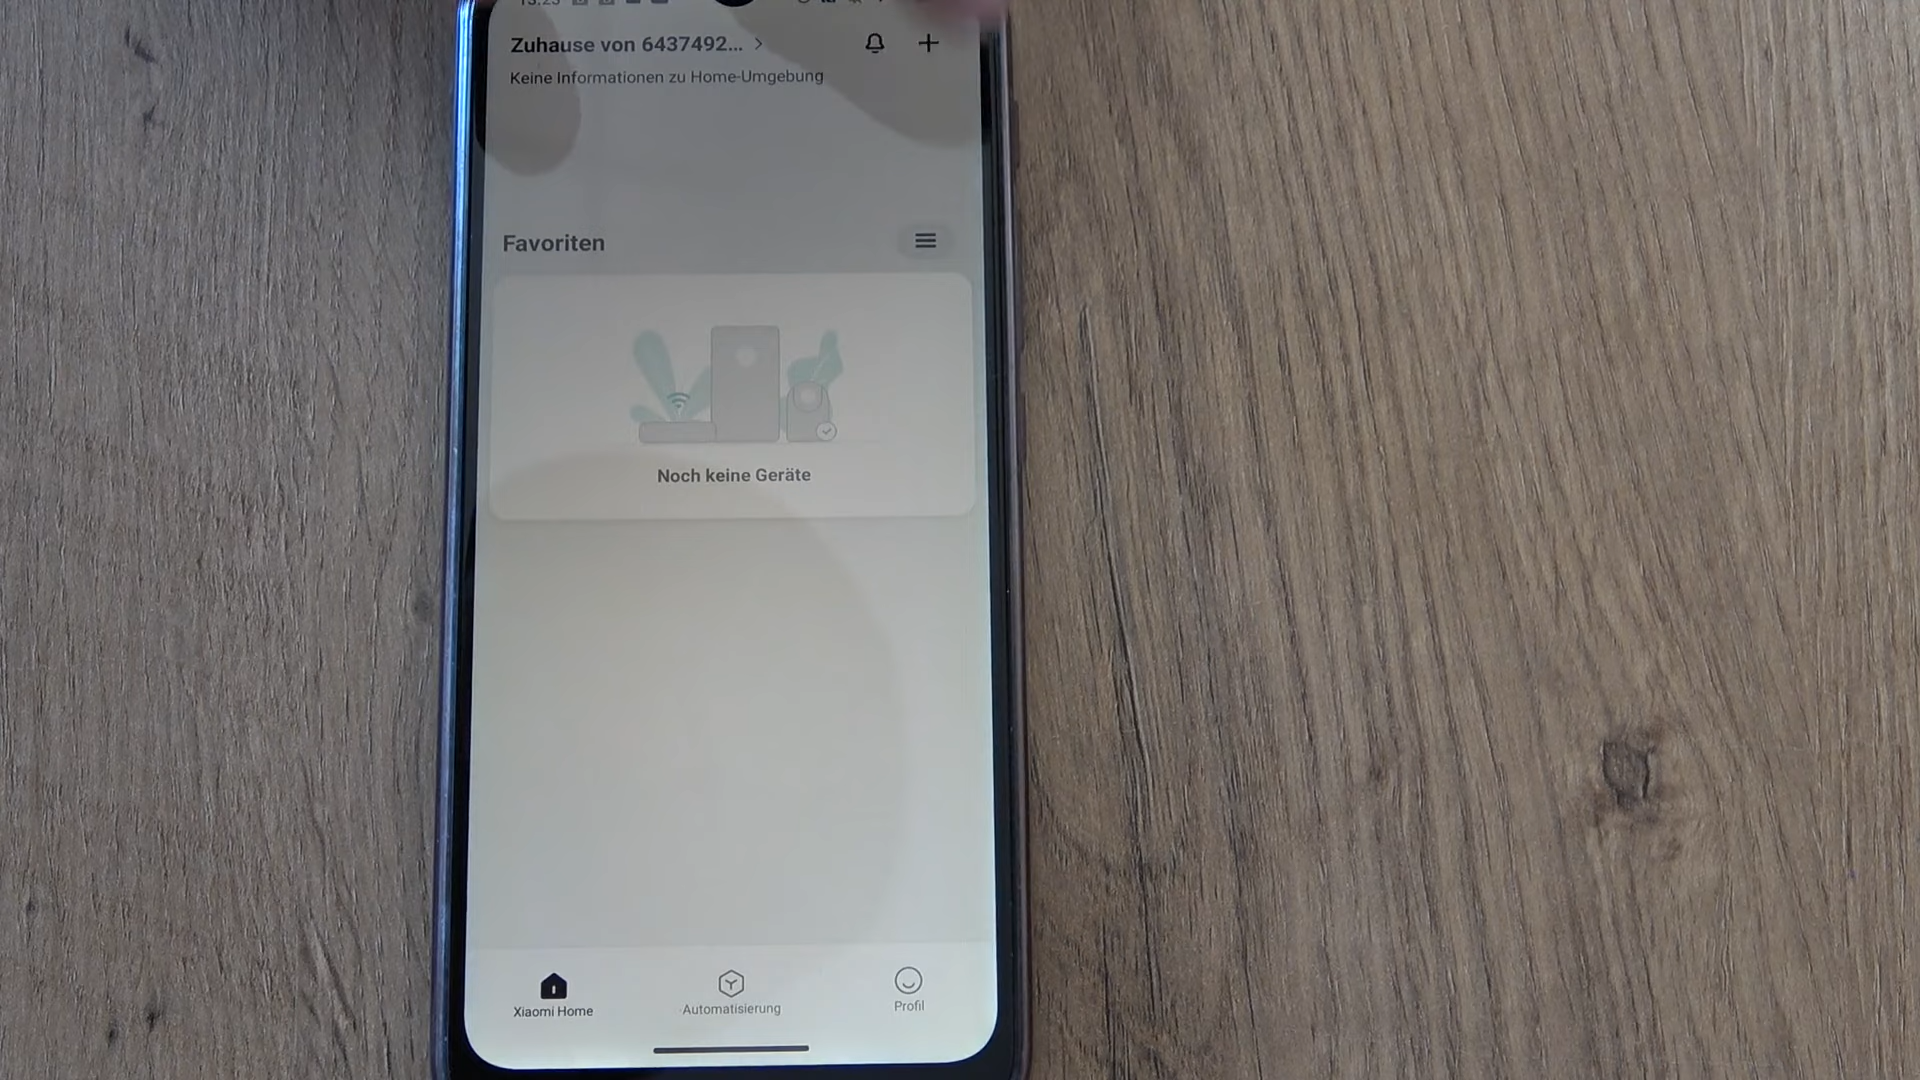 Zuhause von 6437492...
Keine Informationen zu Home-Umgebung
Favoriten
Noch keine Geräte
Xiaomi Home
Automatisierung
Profil